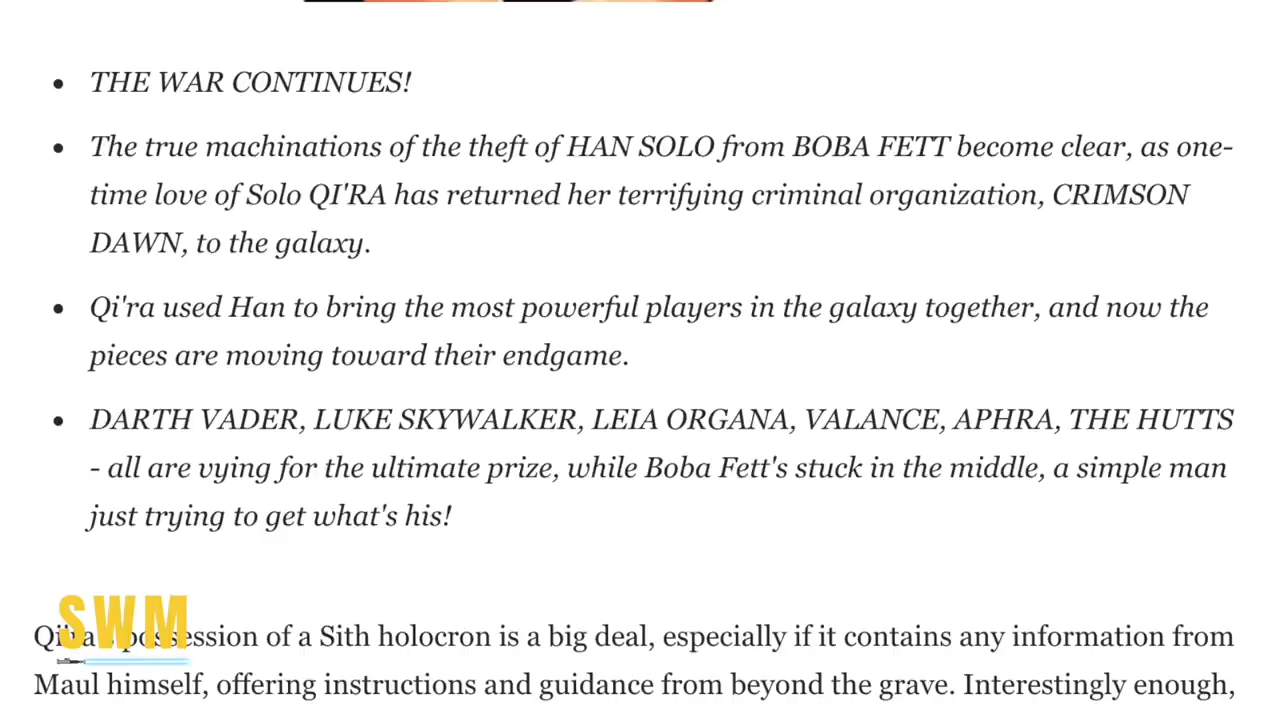 THE WAR CONTINUES!
The true machinations of the theft of HAN SOLO from BOBA FETT become clear, as one-
time love of Solo QI'RA has returned her terrifying criminal organization, CRIMSON
DAWN, to the galaxy.
Qi'ra used Han to bring the most powerful players in the galaxy together, and now the
pieces are moving toward their endgame.
DARTH VADER, LUKE SKYWALKER, LEIA ORGANA, VALANCE, APHRA, THE HUTTS
- all are vying for the ultimate prize, while Boba Fett's stuck in the middle, a simple man
just trying to get what's his!
SWM
Qi'ra's possession of a Sith holocron is a big deal, especially if it contains any information from
Maul himself, offering instructions and guidance from beyond the grave. Interestingly enough,